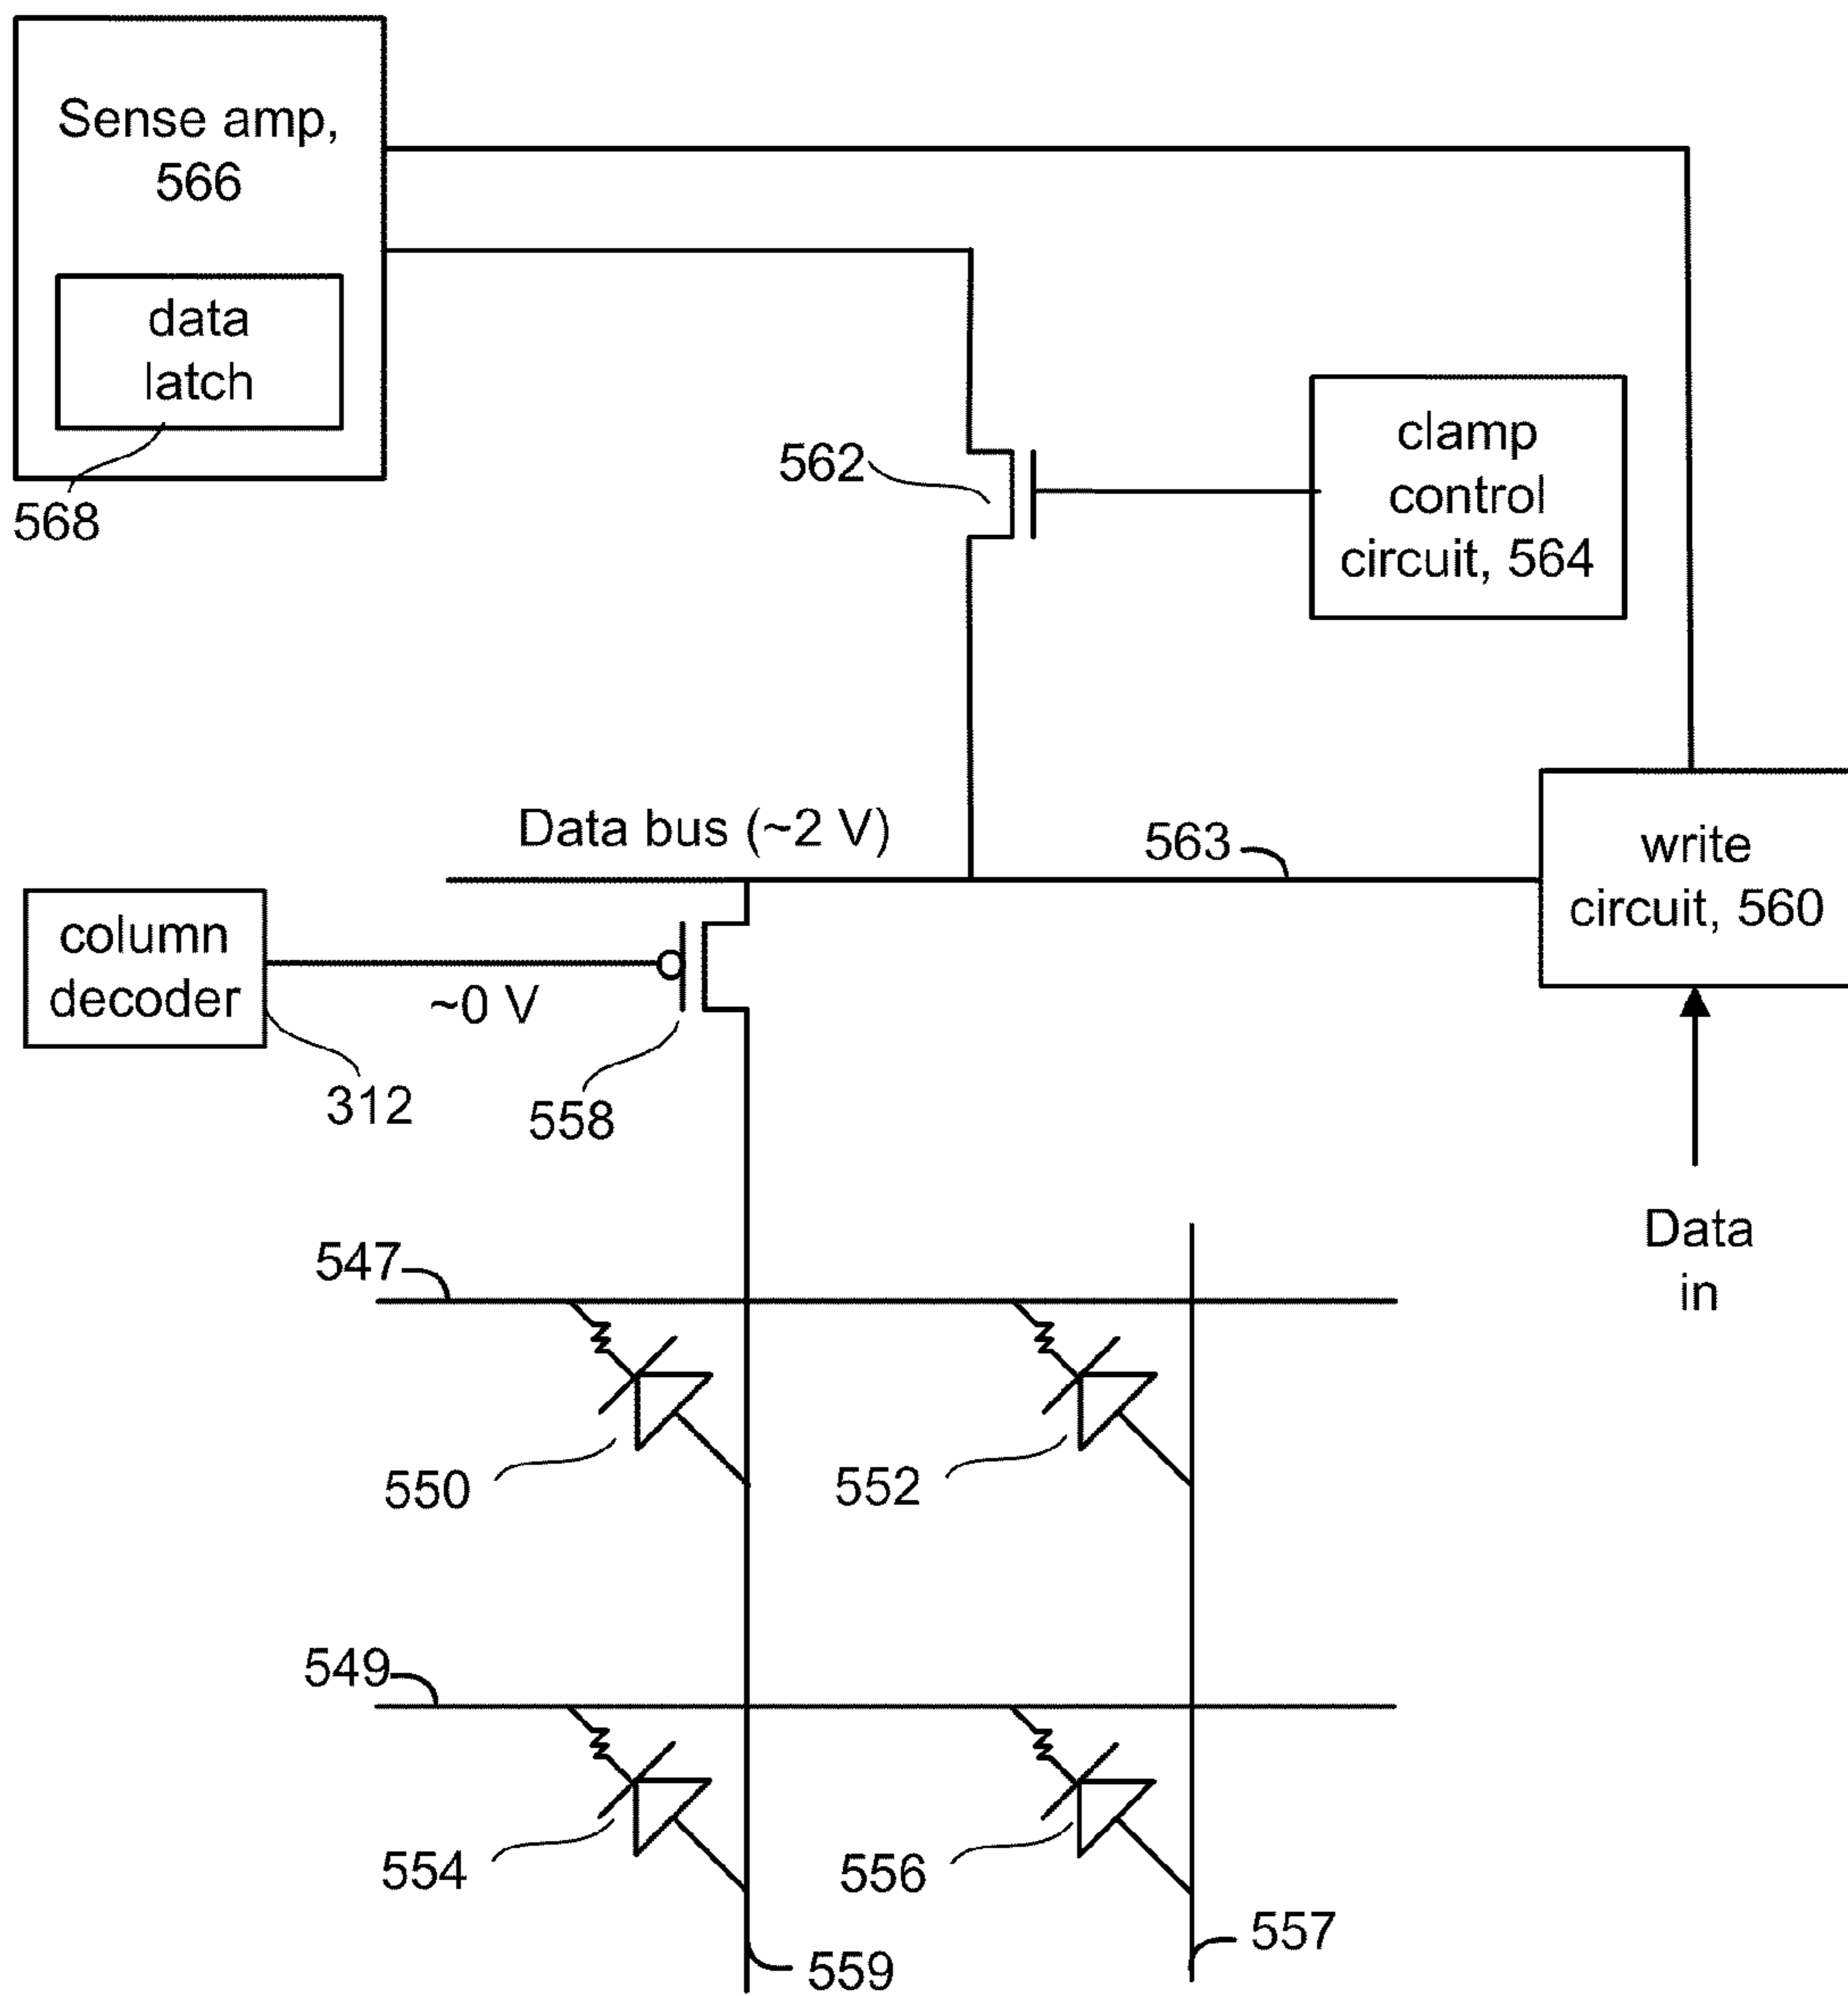 Sense amp,
566
data
latch
568
562
clamp
control
circuit, 564
Data bus (~2 V)
563
write
circuit, 560
column
decoder
~0 V
312
558
Data
in
547
550
552
549
554
556
557
559